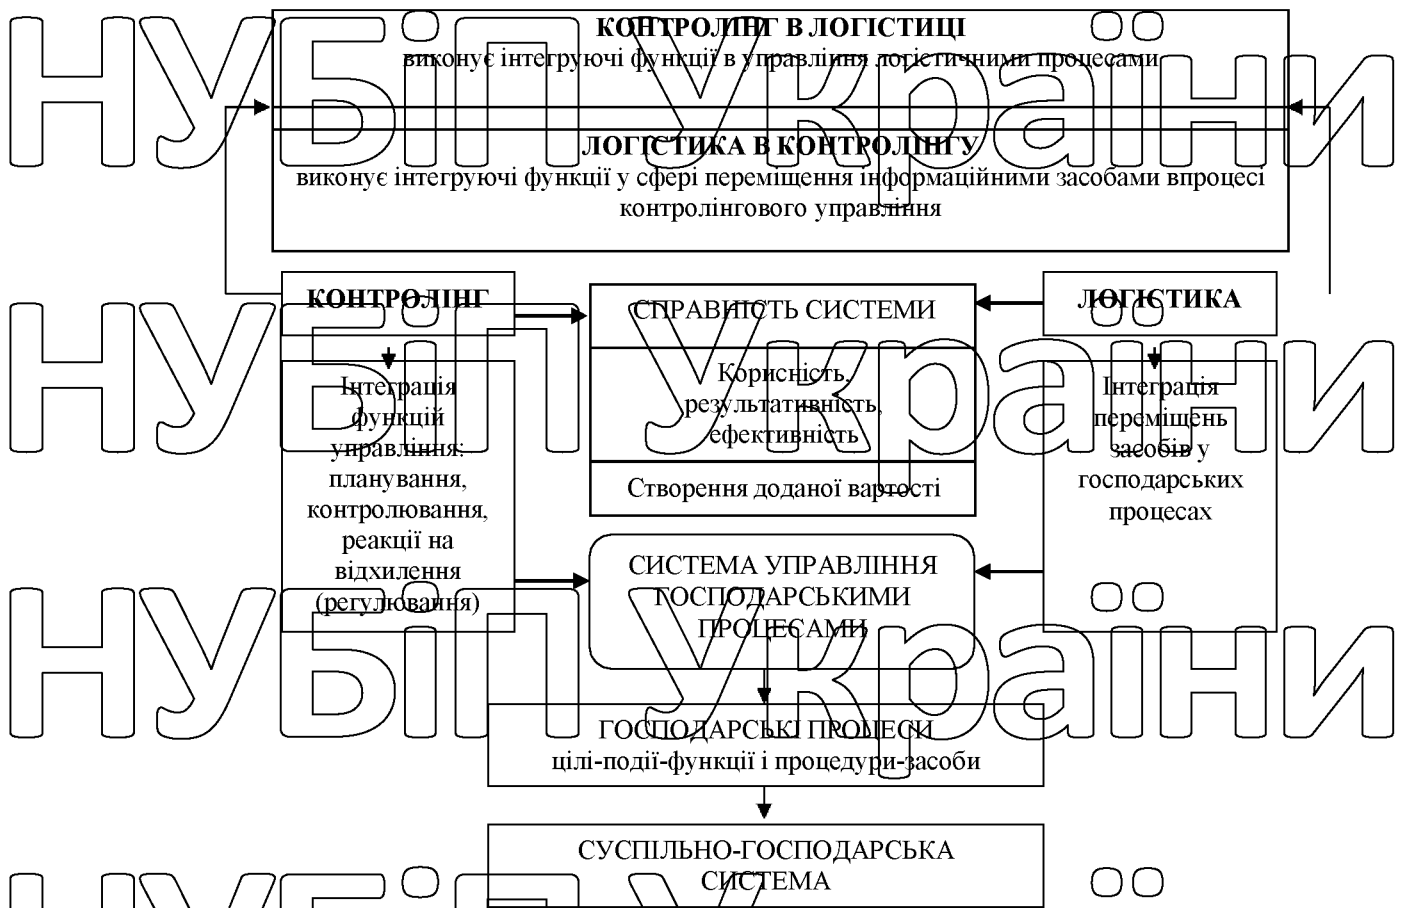 КОНТРОЛІНГ В ЛОГІСТИЦІ
виконує інтегруючі функції в управління логістичними процесами
ЛОГІСТИКА В КОНТРОЛІНГУ
виконує інтегруючі функції у сфері переміщення інформаційними засобами впроцесі
контролінгового управління
КОНТРОЛІНГ
Інтеграція
функцій
управління:
планування,
контролювання,
реакції на
відхилення
(регулювання)
СПРАВНІСТЬ СИСТЕМИ
Корисність,
результативність,
ефективність
Створення доданої вартості
ЛОГІСТИКА
Інтеграція
переміщень
засобів у
господарських
процесах
СИСТЕМА УПРАВЛІННЯ
ГОСПОДАРСЬКИМИ
ПРОЦЕСАМИ
ГОСПОДАРСЬКІ ПРОЦЕСИ
цілі-події-функції і процедури-засоби
СУСПІЛЬНО-ГОСПОДАРСЬКА
СИСТЕМА
НУБіП України
НУБіП України
НУБіП України
НУБіП України